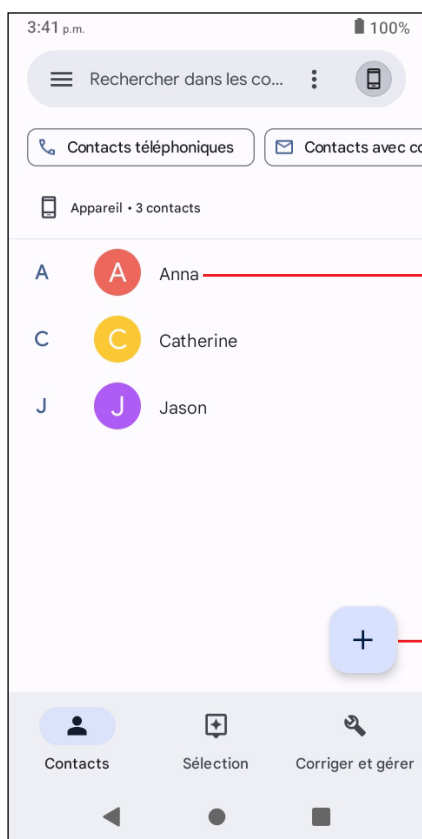 3:41 p.m. 100%
Rechercher dans les co...
Contacts téléphoniques Contacts avec co
Appareil • 3 contacts
A A Anna
C C Catherine
J J Jason
+
Contacts Sélection Corriger et gérer